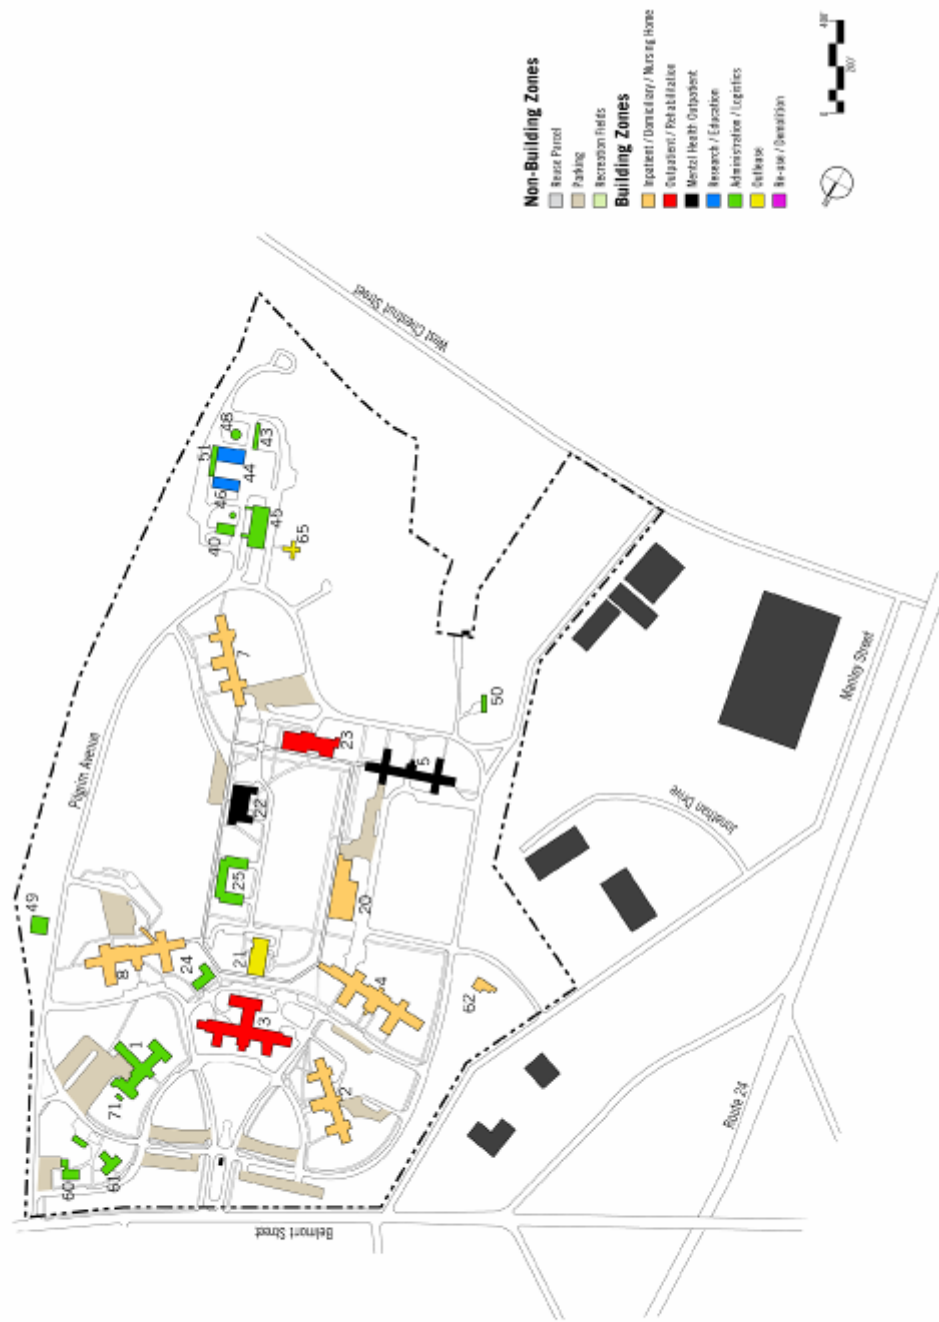 Non-Building Zones
Reuse Parcel
Parking
Recreation Fields
Building Zones
Inpatient / Domiciliary / Nursing Home
Outpatient / Rehabilitation
Mental Health Outpatient
Research / Education
Administration / Logistics
Outlease
Re-use / Demolition
0
200'
400'
West Chestnut Street
Pilgrim Avenue
Belmont Street
Manley Street
Jonathan Drive
Route 24
48
51
43
44
46
45
40
65
7
50
23
5
22
25
20
49
21
24
8
4
62
3
1
2
71
61
60